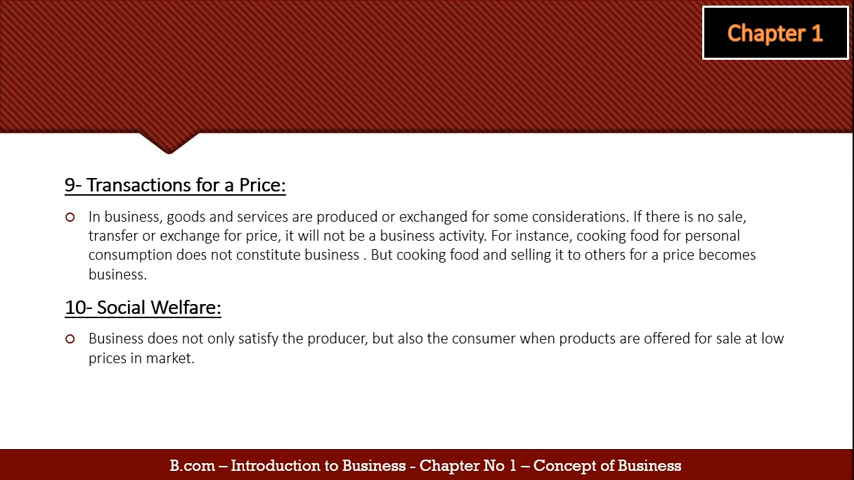 Chapter 1
9- Transactions for a Price:
In business, goods and services are produced or exchanged for some considerations. If there is no sale,
transfer or exchange for price, it will not be a business activity. For instance, cooking food for personal
consumption does not constitute business . But cooking food and selling it to others for a price becomes
business.
10- Social Welfare:
Business does not only satisfy the producer, but also the consumer when products are offered for sale at low
prices in market.
B.com – Introduction to Business - Chapter No 1 – Concept of Business